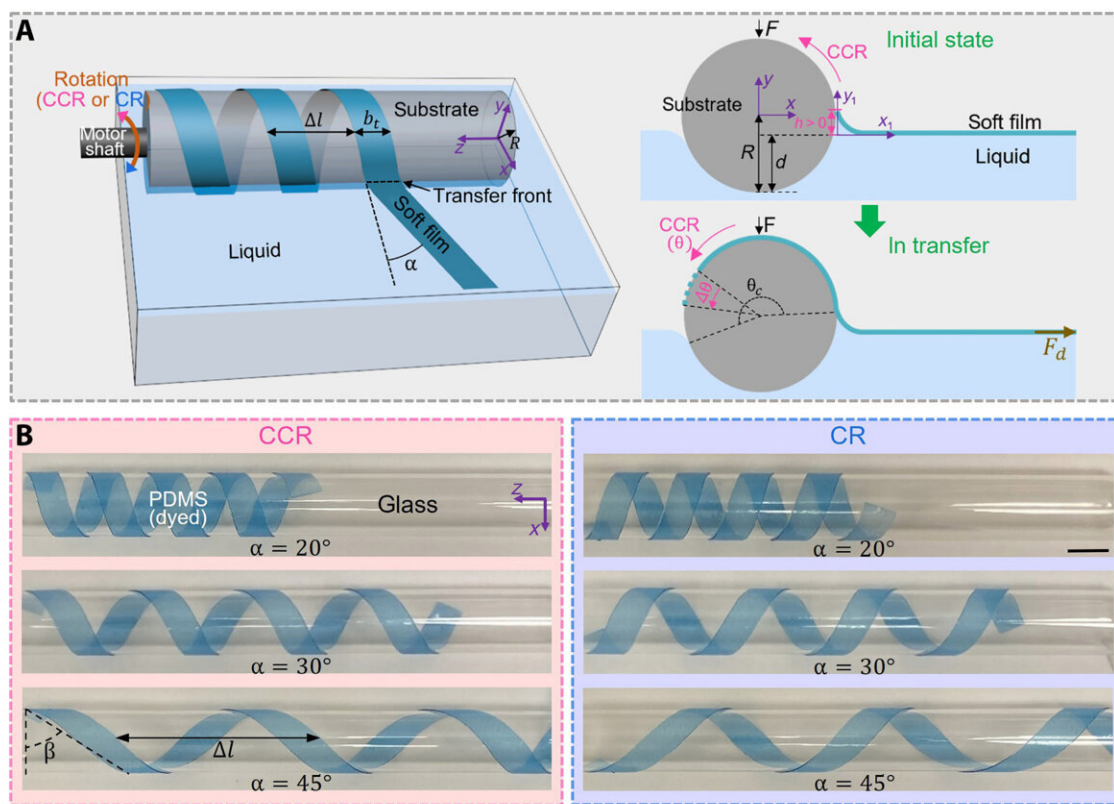 A
Rotation
(CCR or CR)
Motor
shaft
Δl
b_t
Substrate
y
z
x
R
Transfer front
Soft film
Liquid
α
F
CCR
Initial state
Substrate
y
x
y₁
x₁
h > 0
R
d
Soft film
Liquid
CCR
(θ)
F
In transfer
Δθ
θ_c
F_d
B
CCR
PDMS
(dyed)
Glass
z
x
α = 20°
α = 30°
β
Δl
α = 45°
CR
α = 20°
α = 30°
α = 45°